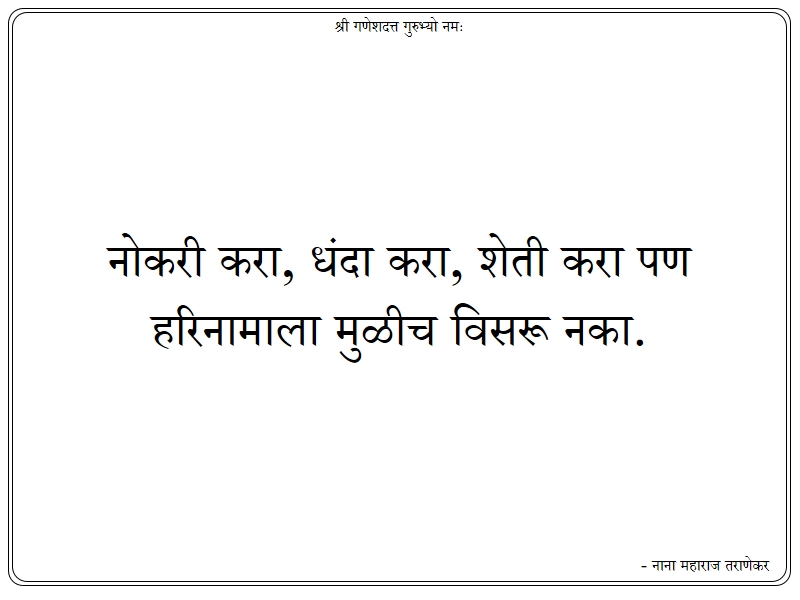 श्री गणेशदत्त गुरुभ्यो नमः
नोकरी करा, धंदा करा, शेती करा पण
हरिनामाला मुळीच विसरू नका.
- नाना महाराज तराणेकर